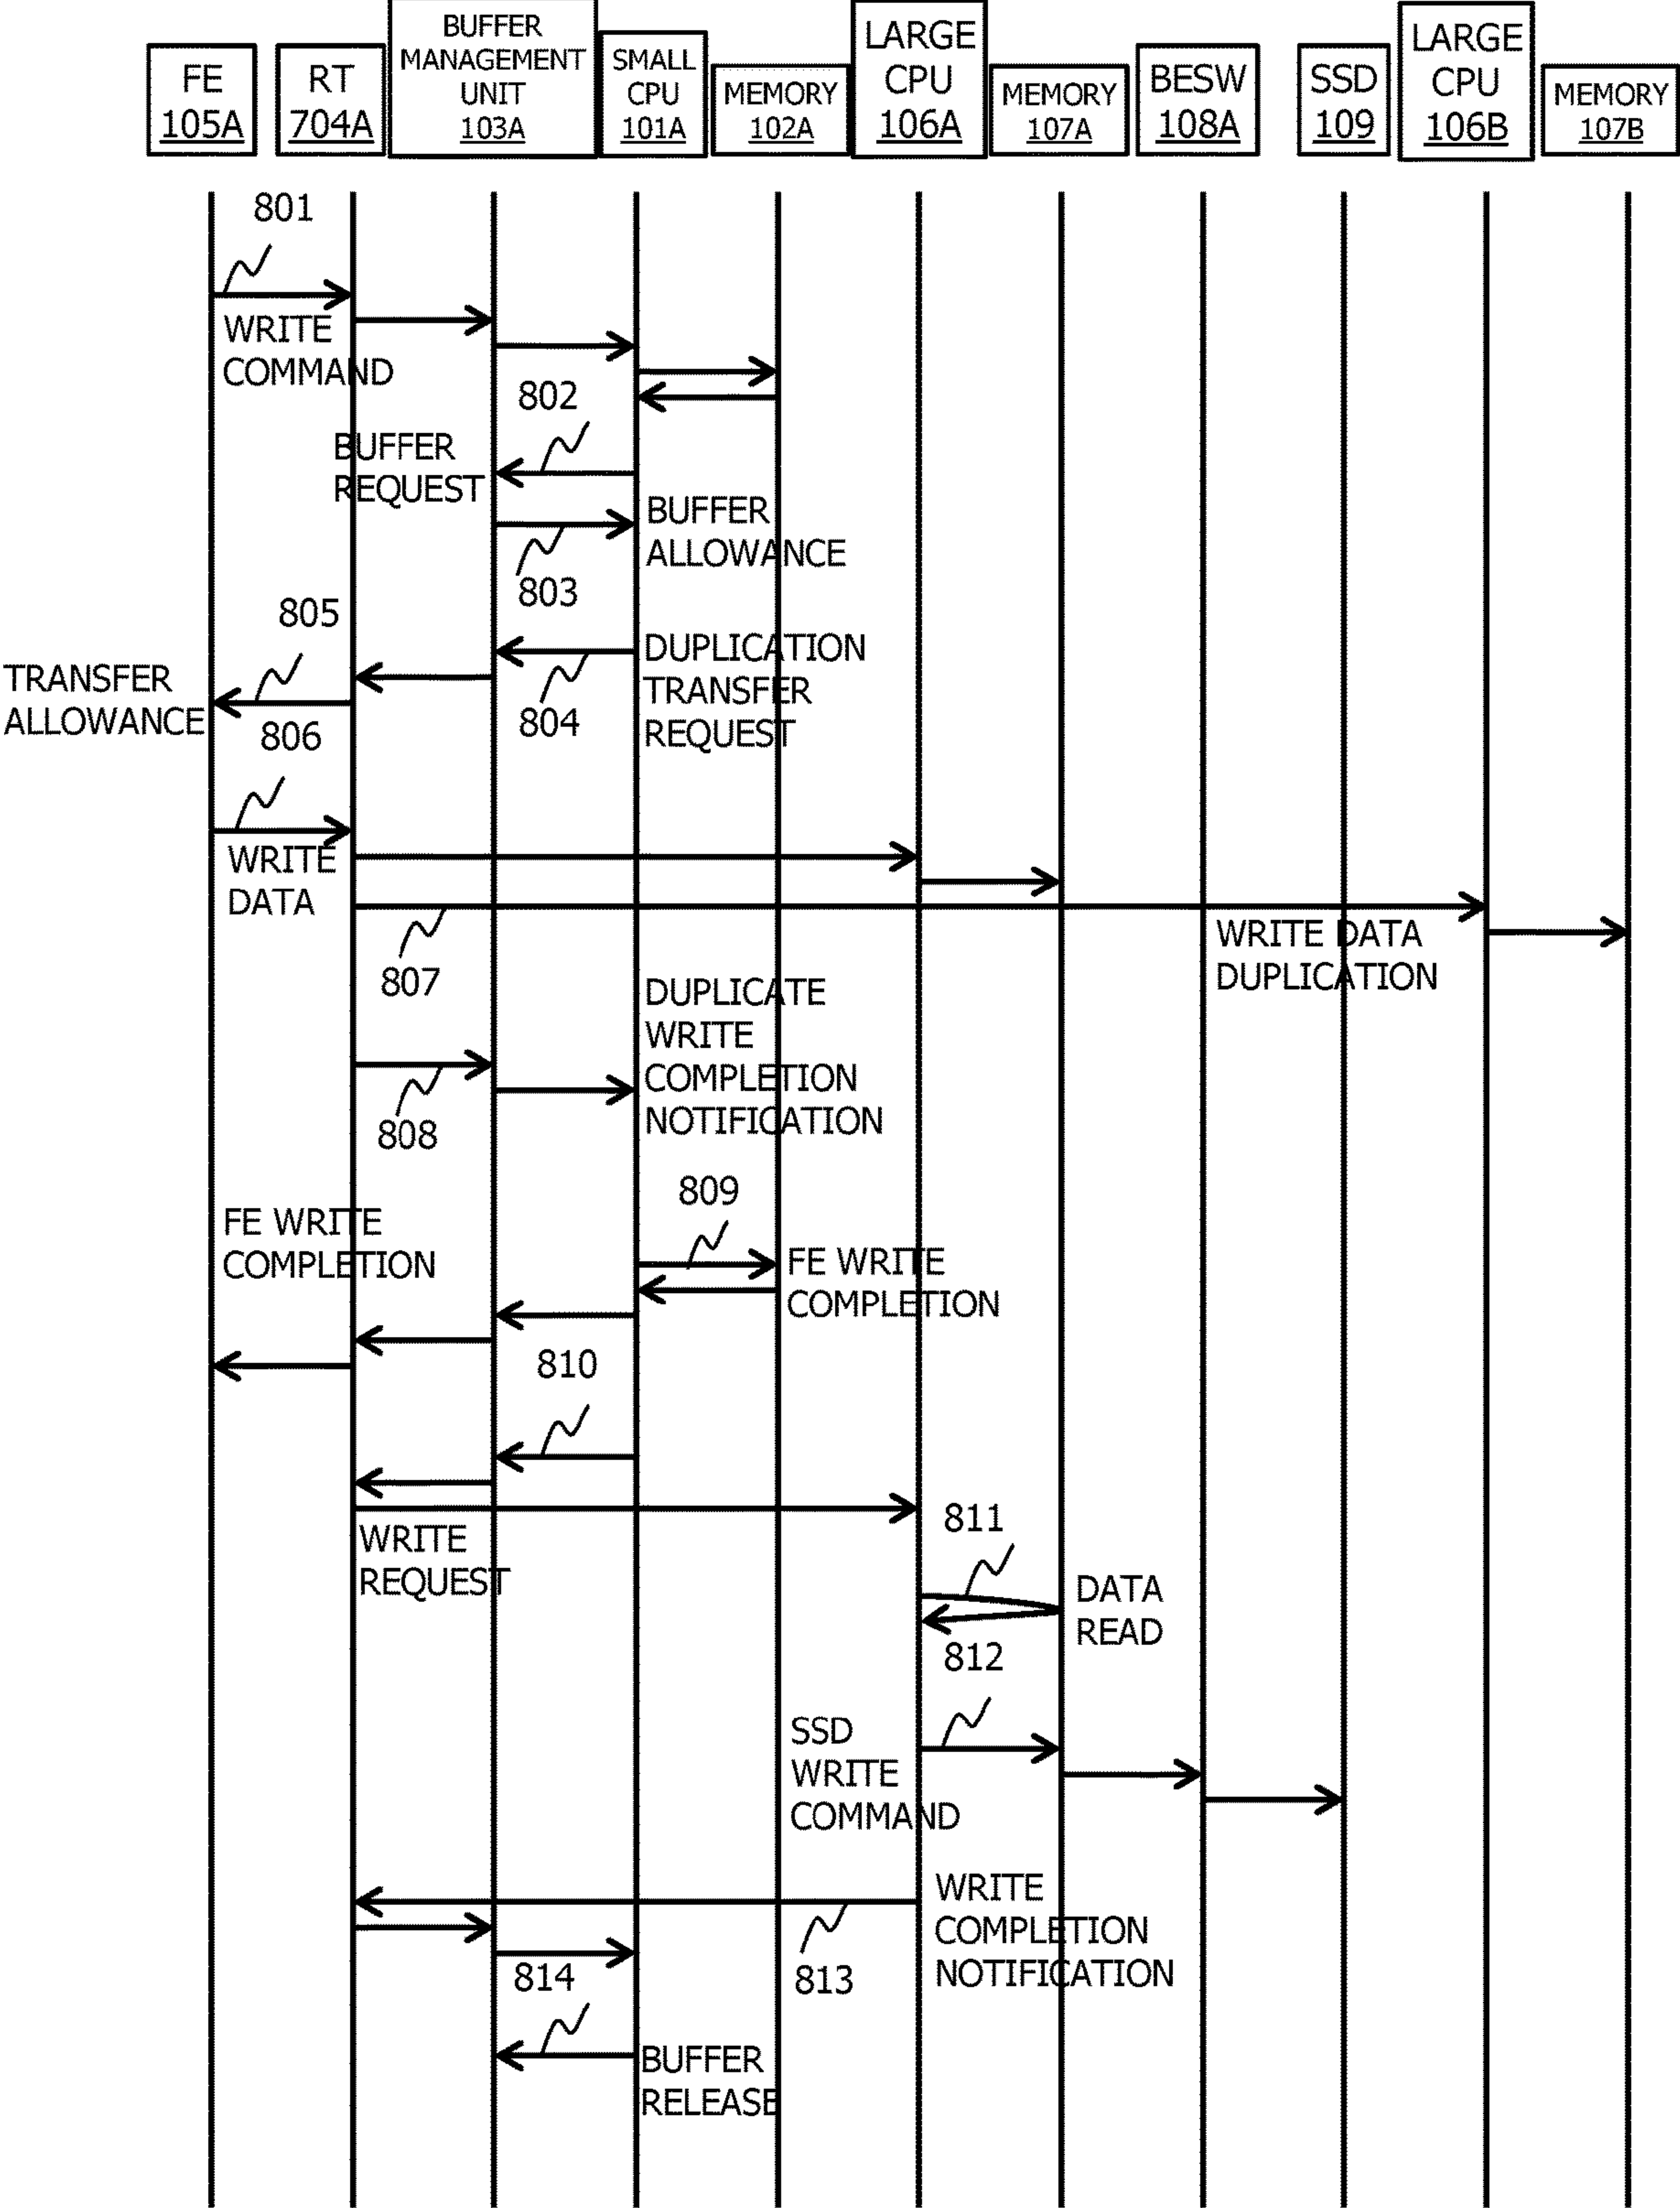 FE
105A
RT
704A
BUFFER
MANAGEMENT
UNIT
103A
SMALL
CPU
101A
MEMORY
102A
LARGE
CPU
106A
MEMORY
107A
BESW
108A
SSD
109
LARGE
CPU
106B
MEMORY
107B
801
WRITE
COMMAND
802
BUFFER
REQUEST
BUFFER
ALLOWANCE
803
805
DUPLICATION
TRANSFER
REQUEST
TRANSFER
ALLOWANCE
804
806
WRITE
DATA
WRITE DATA
DUPLICATION
807
DUPLICATE
WRITE
COMPLETION
NOTIFICATION
808
809
FE WRITE
COMPLETION
FE WRITE
COMPLETION
810
WRITE
REQUEST
811
DATA
READ
812
SSD
WRITE
COMMAND
WRITE
COMPLETION
NOTIFICATION
813
814
BUFFER
RELEASE